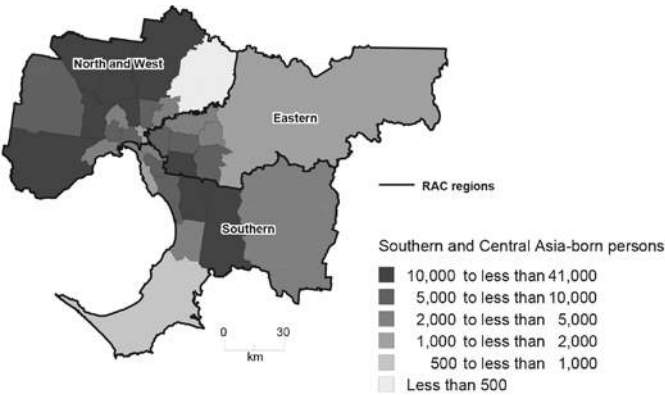 North and West
Eastern
Southern
RAC regions
Southern and Central Asia-born persons
10,000 to less than 41,000
5,000 to less than 10,000
2,000 to less than 5,000
1,000 to less than 2,000
500 to less than 1,000
Less than 500
0 30
km